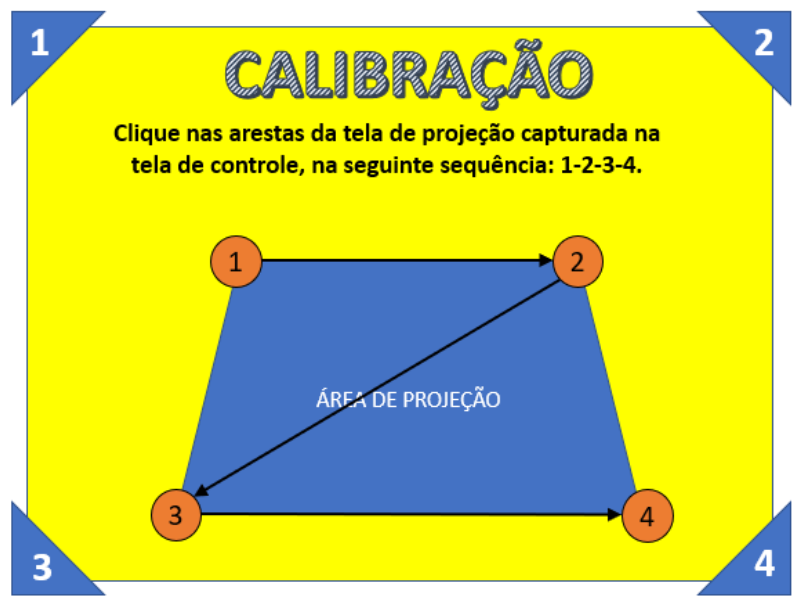 1
2
CALIBRAÇÃO
Clique nas arestas da tela de projeção capturada na
tela de controle, na seguinte sequência: 1-2-3-4.
1
2
ÁREA DE PROJEÇÃO
3
4
3
4